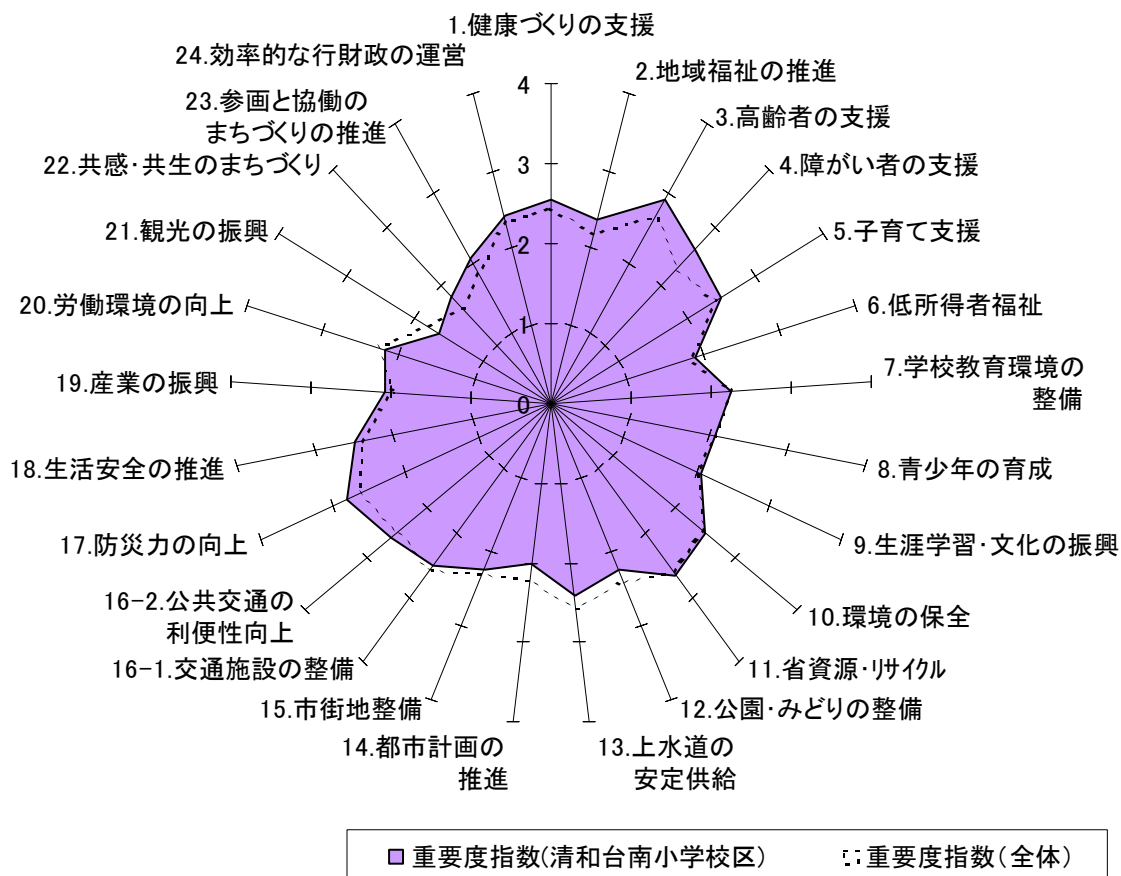 1.健康づくりの支援
2.地域福祉の推進
3.高齢者の支援
4.障がい者の支援
5.子育て支援
6.低所得者福祉
7.学校教育環境の
整備
8.青少年の育成
9.生涯学習・文化の振興
10.環境の保全
11.省資源・リサイクル
12.公園・みどりの整備
13.上水道の
安定供給
14.都市計画の
推進
15.市街地整備
16-1.交通施設の整備
16-2.公共交通の
利便性向上
17.防災力の向上
18.生活安全の推進
19.産業の振興
20.労働環境の向上
21.観光の振興
22.共感・共生のまちづくり
23.参画と協働の
まちづくりの推進
24.効率的な行財政の運営
4
3
2
1
0
重要度指数(清和台南小学校区)
重要度指数(全体)